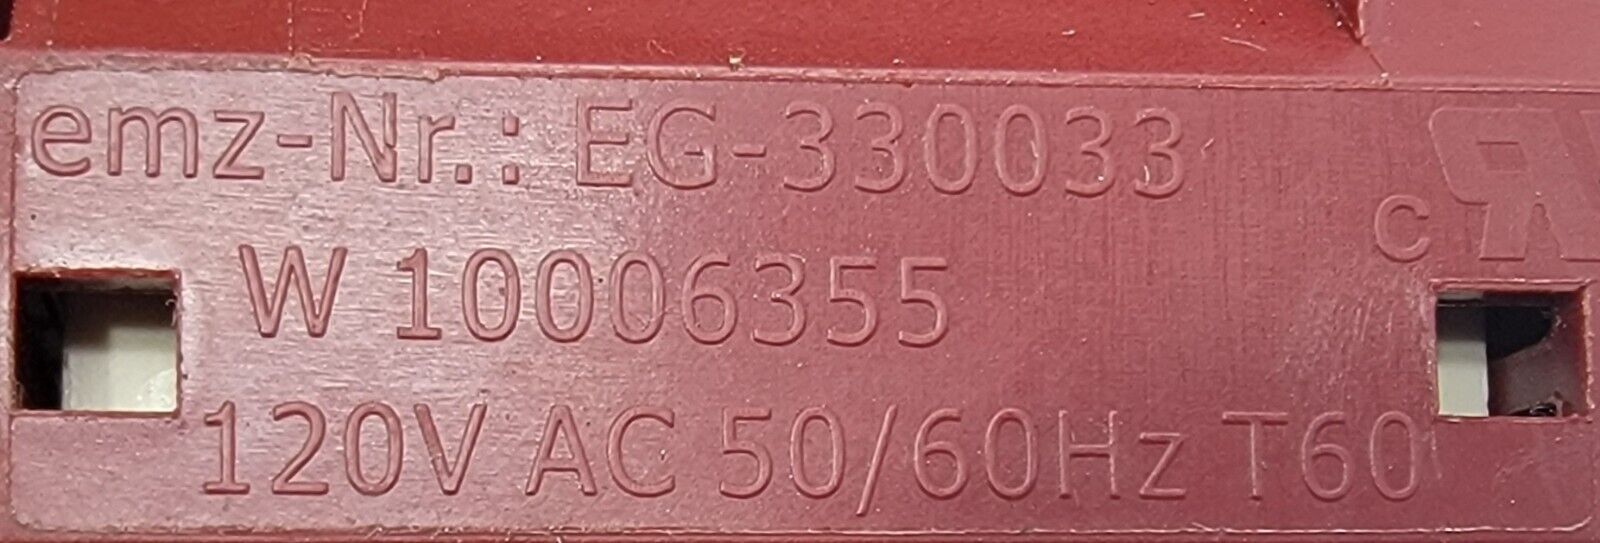 emz-Nr.: EG-330033
W 10006355
120V AC 50/60Hz T60
c